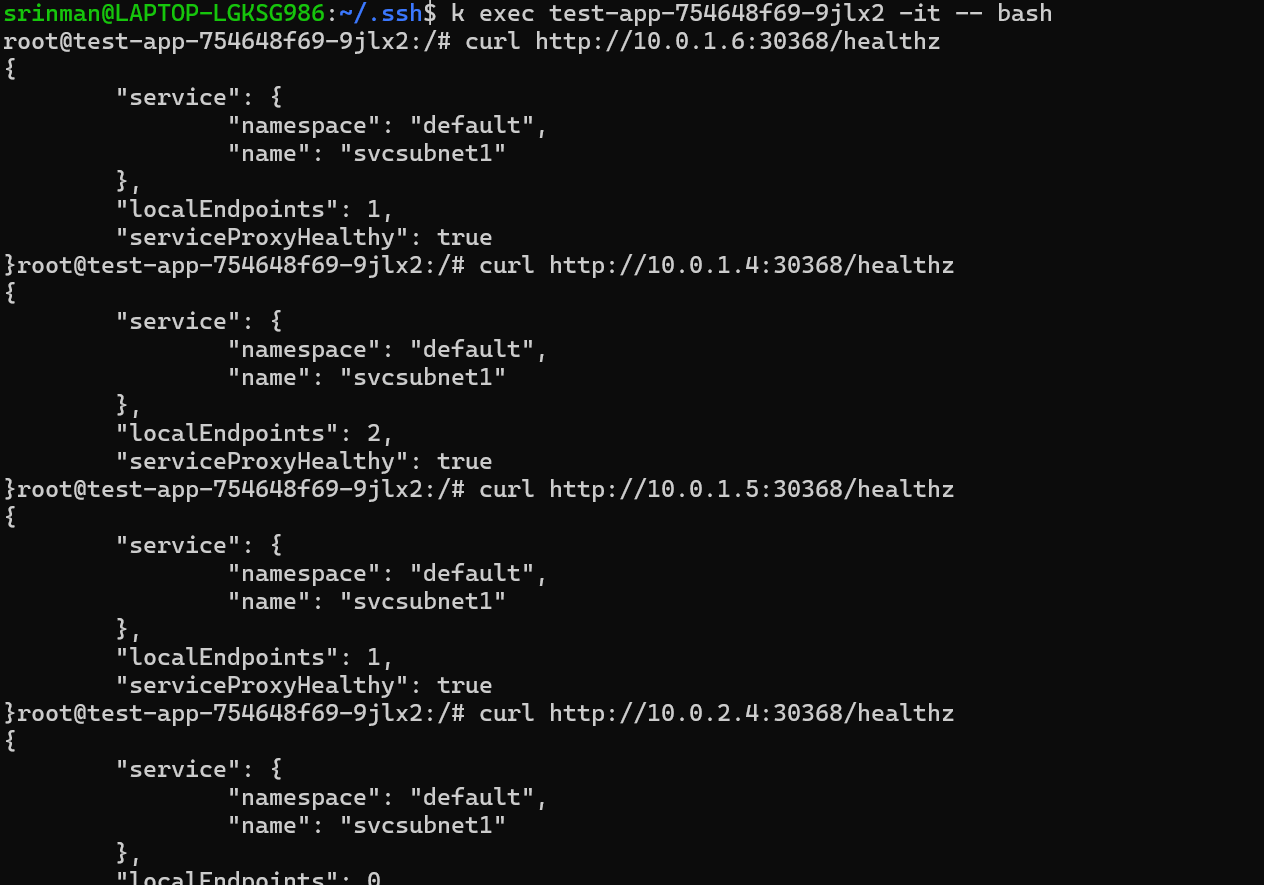 srinman@LAPTOP-LGKSG986:~/.ssh$ k exec test-app-754648f69-9jlx2 -it -- bash
root@test-app-754648f69-9jlx2:/# curl http://10.0.1.6:30368/healthz
{
        "service": {
                "namespace": "default",
                "name": "svcsubnet1"
        },
        "localEndpoints": 1,
        "serviceProxyHealthy": true
}root@test-app-754648f69-9jlx2:/# curl http://10.0.1.4:30368/healthz
{
        "service": {
                "namespace": "default",
                "name": "svcsubnet1"
        },
        "localEndpoints": 2,
        "serviceProxyHealthy": true
}root@test-app-754648f69-9jlx2:/# curl http://10.0.1.5:30368/healthz
{
        "service": {
                "namespace": "default",
                "name": "svcsubnet1"
        },
        "localEndpoints": 1,
        "serviceProxyHealthy": true
}root@test-app-754648f69-9jlx2:/# curl http://10.0.2.4:30368/healthz
{
        "service": {
                "namespace": "default",
                "name": "svcsubnet1"
        },
        "localEndpoints": 0